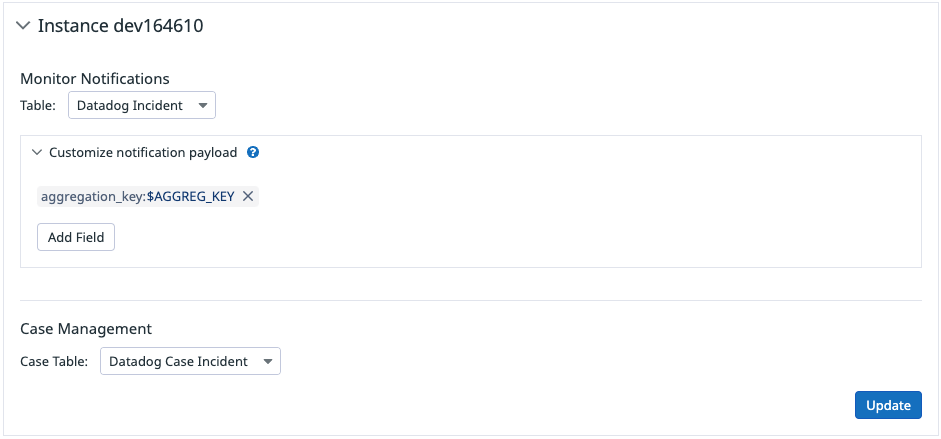 Instance dev164610
Monitor Notifications
Table: Datadog Incident
Customize notification payload ?
aggregation_key:$AGGREG_KEY
Add Field
Case Management
Case Table: Datadog Case Incident
Update